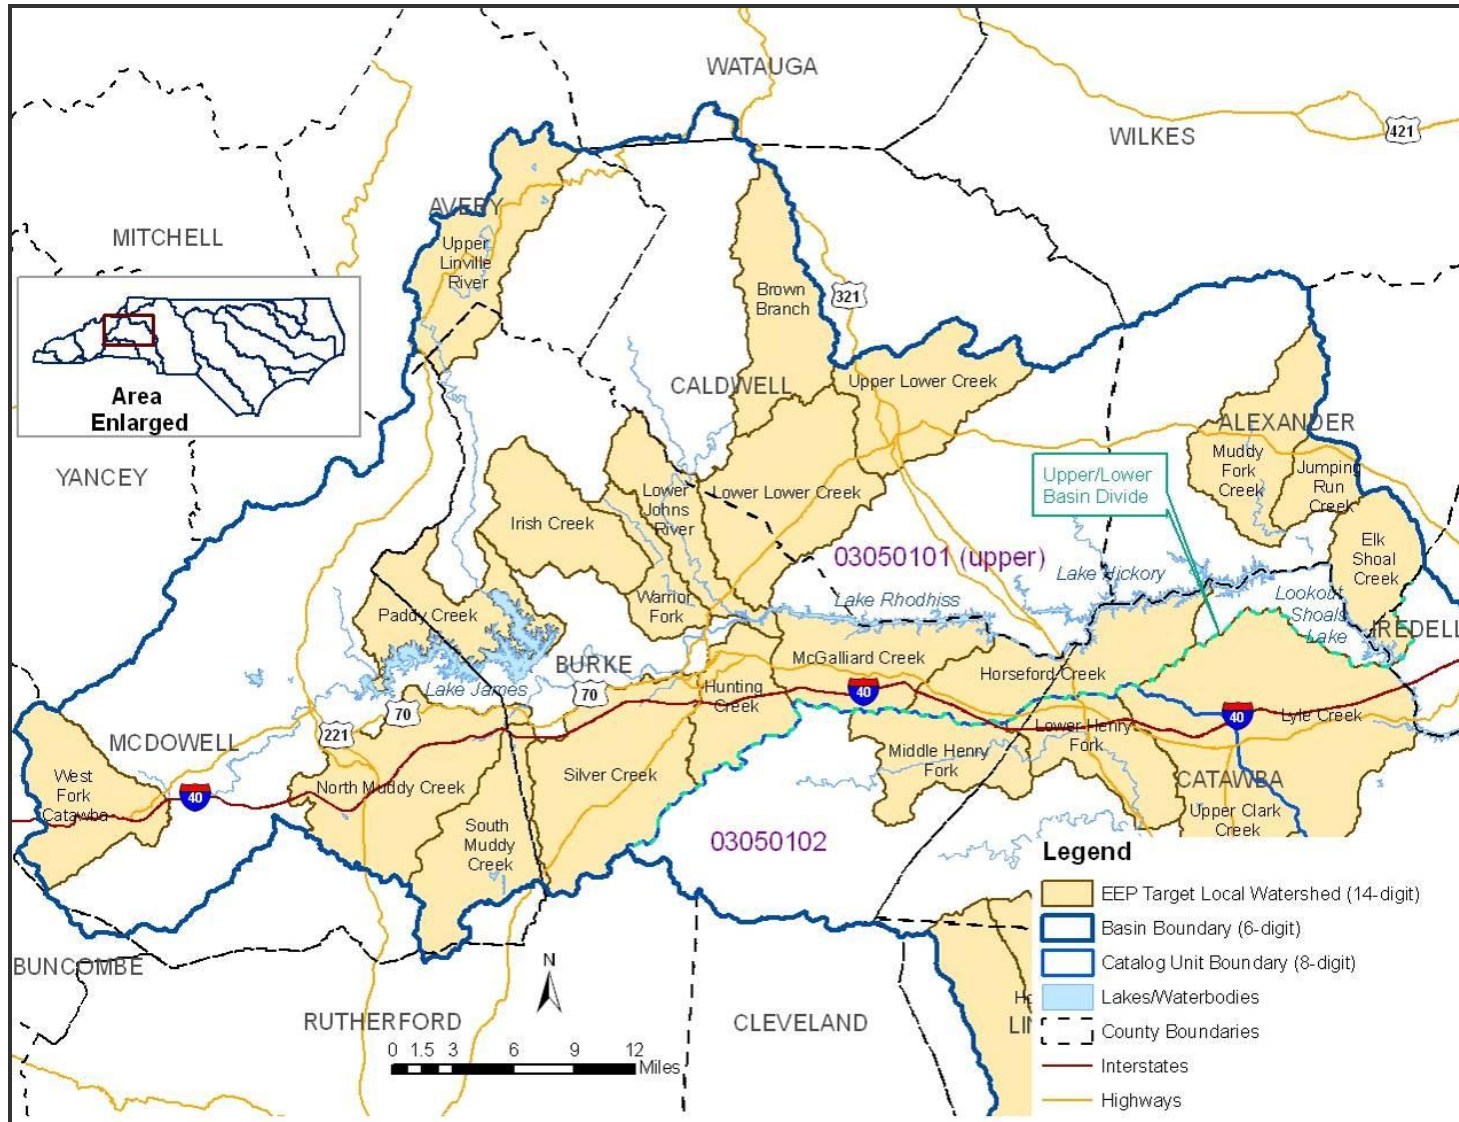 WATAUGA
WILKES
421
AVERY
MITCHELL
Upper
Linville
River
Brown
Branch
321
Area
Enlarged
CALDWELL
Upper Lower Creek
ALEXANDER
YANCEY
Muddy
Fork
Creek
Jumping
Run
Creek
Upper/Lower
Basin Divide
Lower
Johns
River
Lower Lower Creek
Irish Creek
Elk
Shoal
Creek
03050101 (upper)
Lake Hickory
Lake Rhodhiss
Lookout
Shoals
Lake
Warrior
Fork
Paddy Creek
IREDELL
BURKE
McGalliard Creek
Horseford Creek
Lake James
70
Hunting
Creek
40
70
221
Lyle Creek
40
Lower Henry
Fork
MCDOWELL
Middle Henry
Fork
Silver Creek
CATAWBA
West
Fork
Catawba
40
North Muddy Creek
Upper Clark
Creek
South
Muddy
Creek
03050102
Legend
EEP Target Local Watershed (14-digit)
Basin Boundary (6-digit)
Catalog Unit Boundary (8-digit)
Lakes/Waterbodies
County Boundaries
Interstates
Highways
BUNCOMBE
N
RUTHERFORD
CLEVELAND
0 1.5 3 6 9 12
Miles